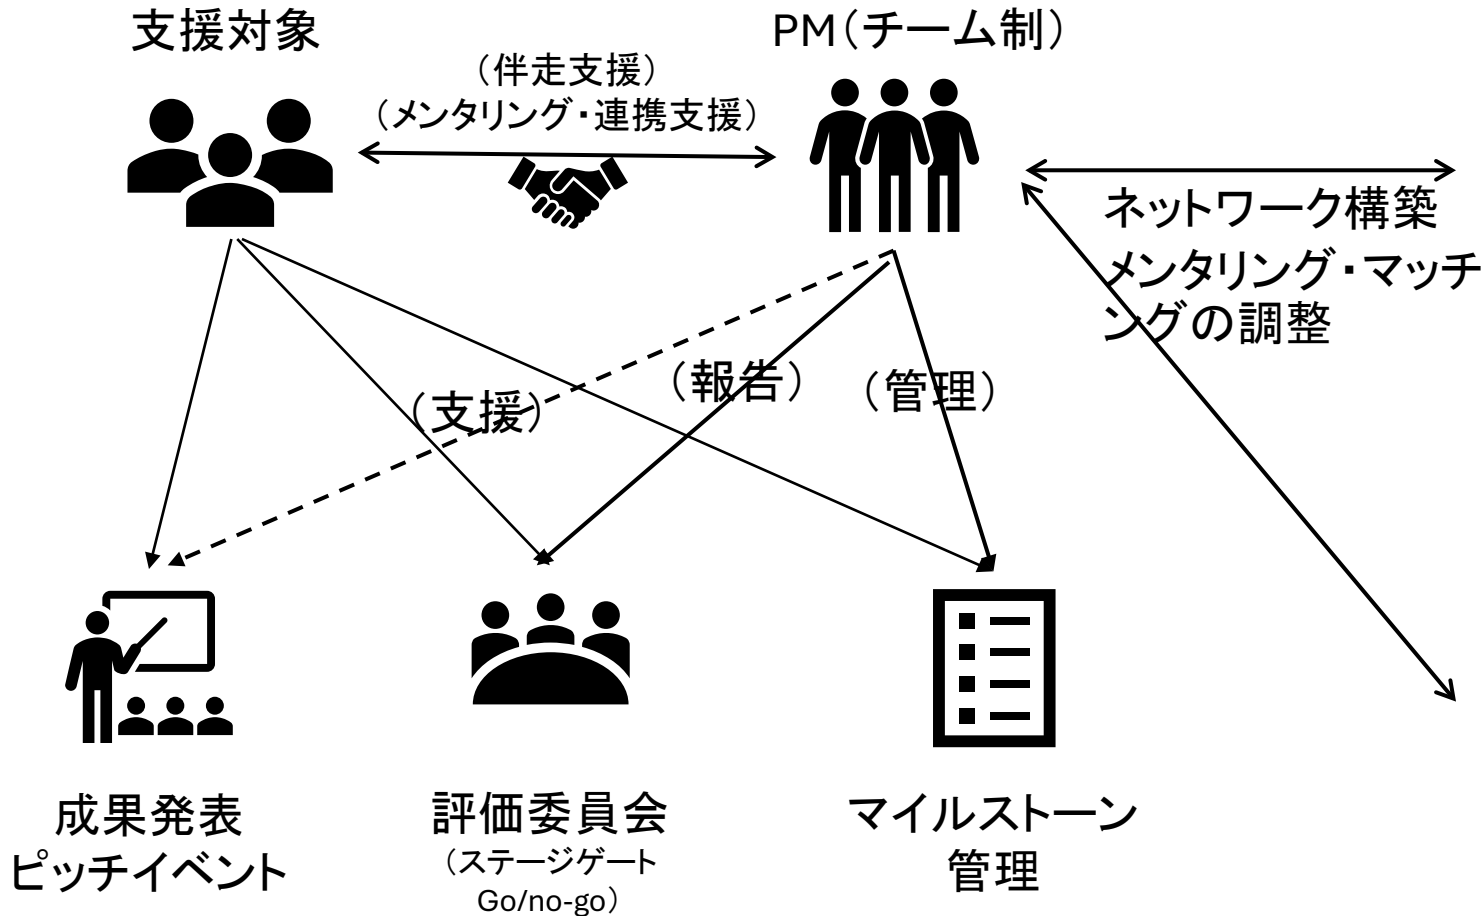 支援対象
PM（チーム制）
（伴走支援）
（メンタリング・連携支援）
ネットワーク構築
メンタリング・マッチ
ングの調整
（支援）
（報告）
（管理）
成果発表
ピッチイベント
評価委員会
（ステージゲート
Go/no-go）
マイルストーン
管理